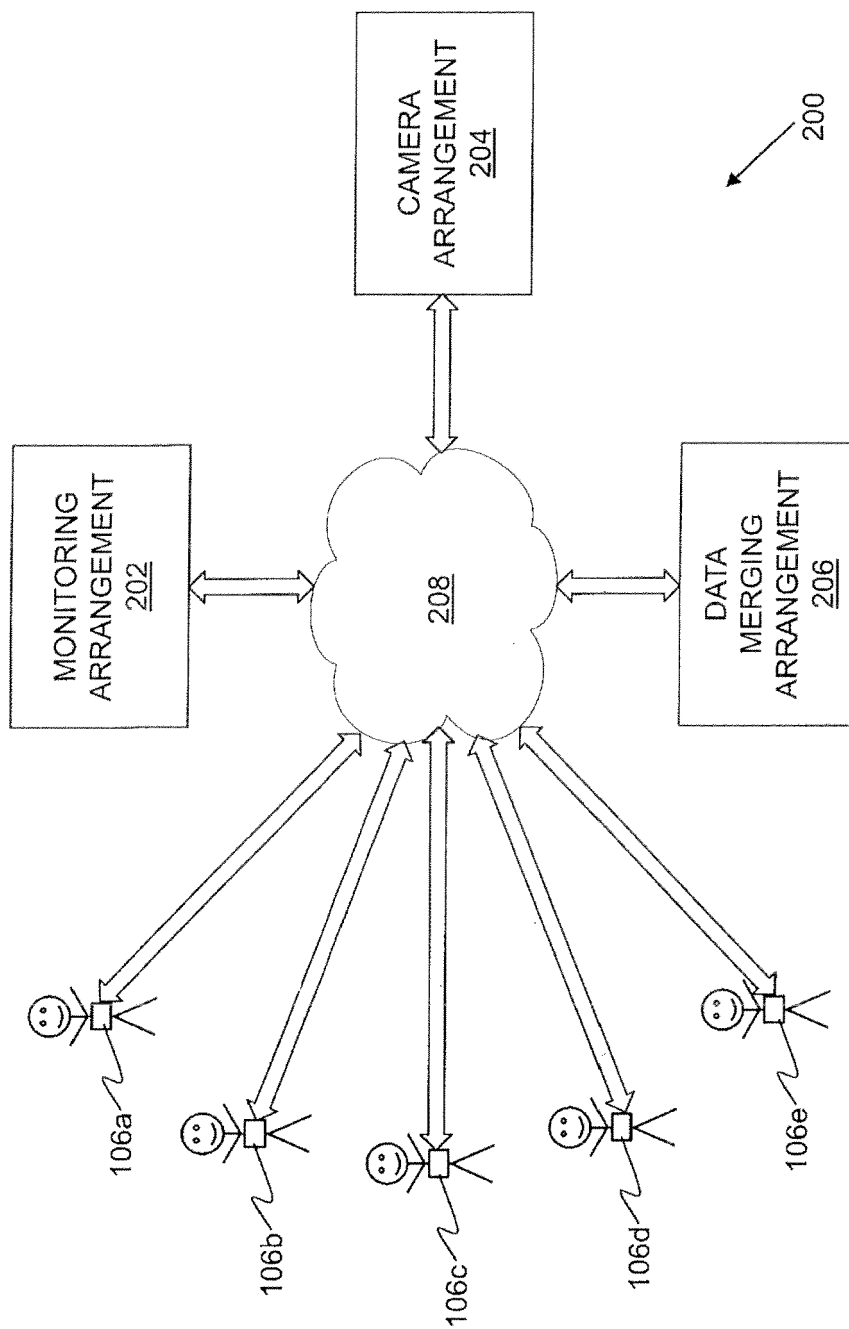 MONITORING
ARRANGEMENT
202
CAMERA
ARRANGEMENT
204
DATA
MERGING
ARRANGEMENT
206
208
106a
106b
106c
106d
106e
200